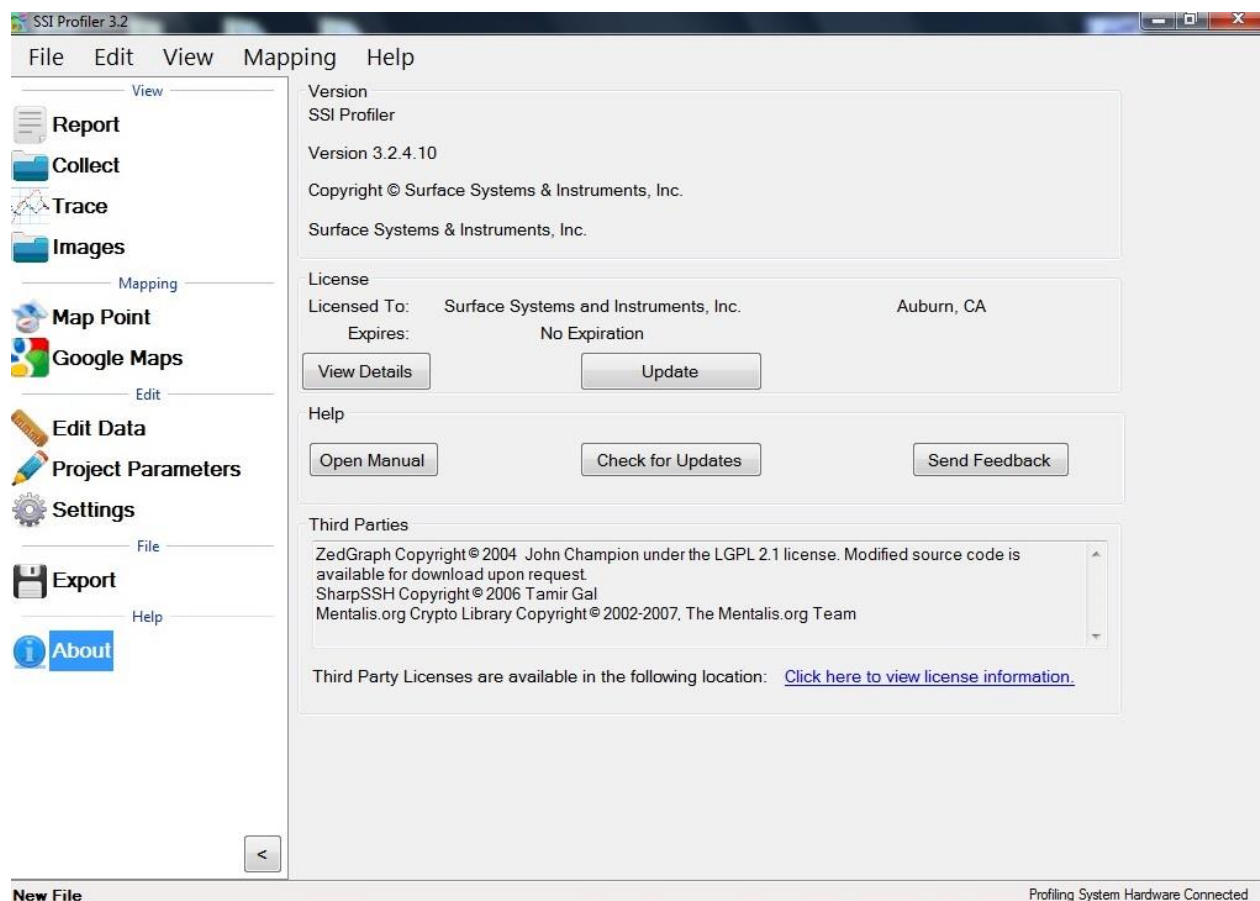 SSI Profiler 3.2
File Edit View Mapping Help
View
Report
Collect
Trace
Images
Mapping
Map Point
Google Maps
Edit
Edit Data
Project Parameters
Settings
File
Export
Help
About
<
Version
SSI Profiler
Version 3.2.4.10
Copyright © Surface Systems & Instruments, Inc.
Surface Systems & Instruments, Inc.
License
Licensed To: Surface Systems and Instruments, Inc. Auburn, CA
Expires: No Expiration
View Details Update
Help
Open Manual Check for Updates Send Feedback
Third Parties
ZedGraph Copyright © 2004 John Champion under the LGPL 2.1 license. Modified source code is
available for download upon request.
SharpSSH Copyright © 2006 Tamir Gal
Mentalis.org Crypto Library Copyright © 2002-2007, The Mentalis.org Team
Third Party Licenses are available in the following location: Click here to view license information.
New File Profiling System Hardware Connected